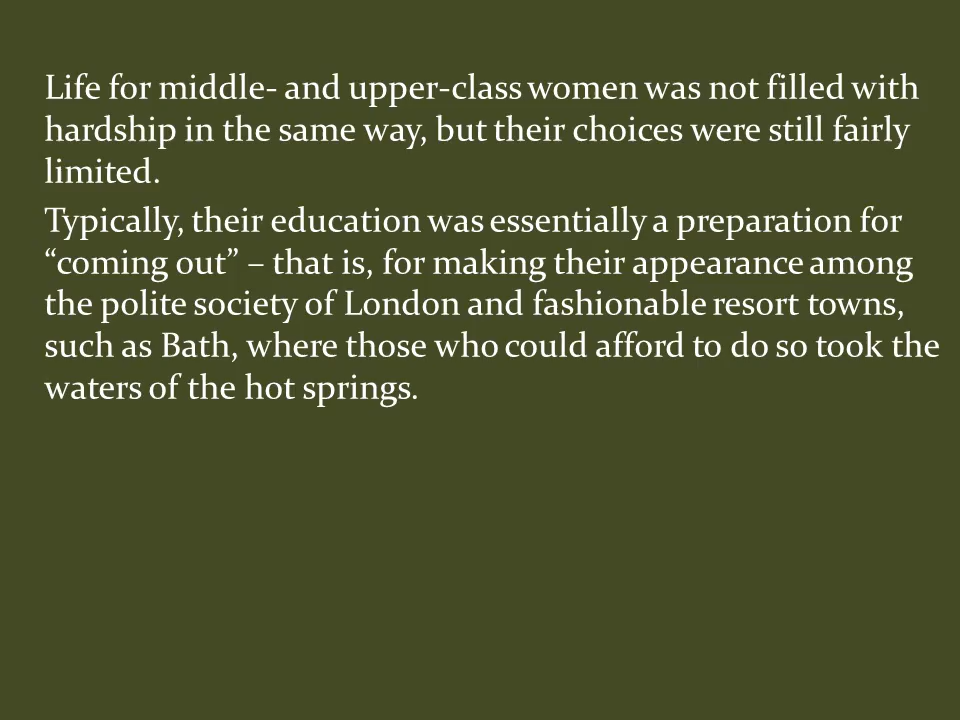 Life for middle- and upper-class women was not filled with
hardship in the same way, but their choices were still fairly
limited.
Typically, their education was essentially a preparation for
“coming out” – that is, for making their appearance among
the polite society of London and fashionable resort towns,
such as Bath, where those who could afford to do so took the
waters of the hot springs.